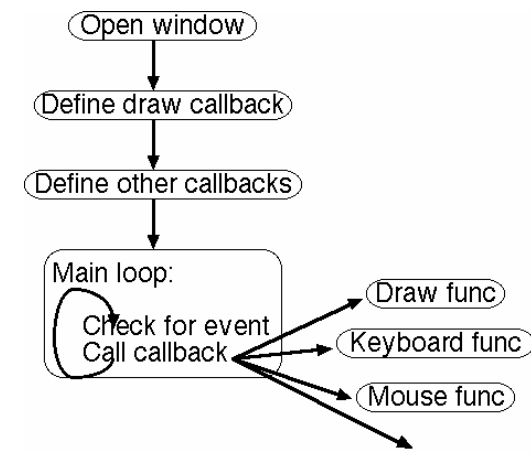 Open window
Define draw callback
Define other callbacks
Main loop:
Check for event
Call callback
Draw func
Keyboard func
Mouse func